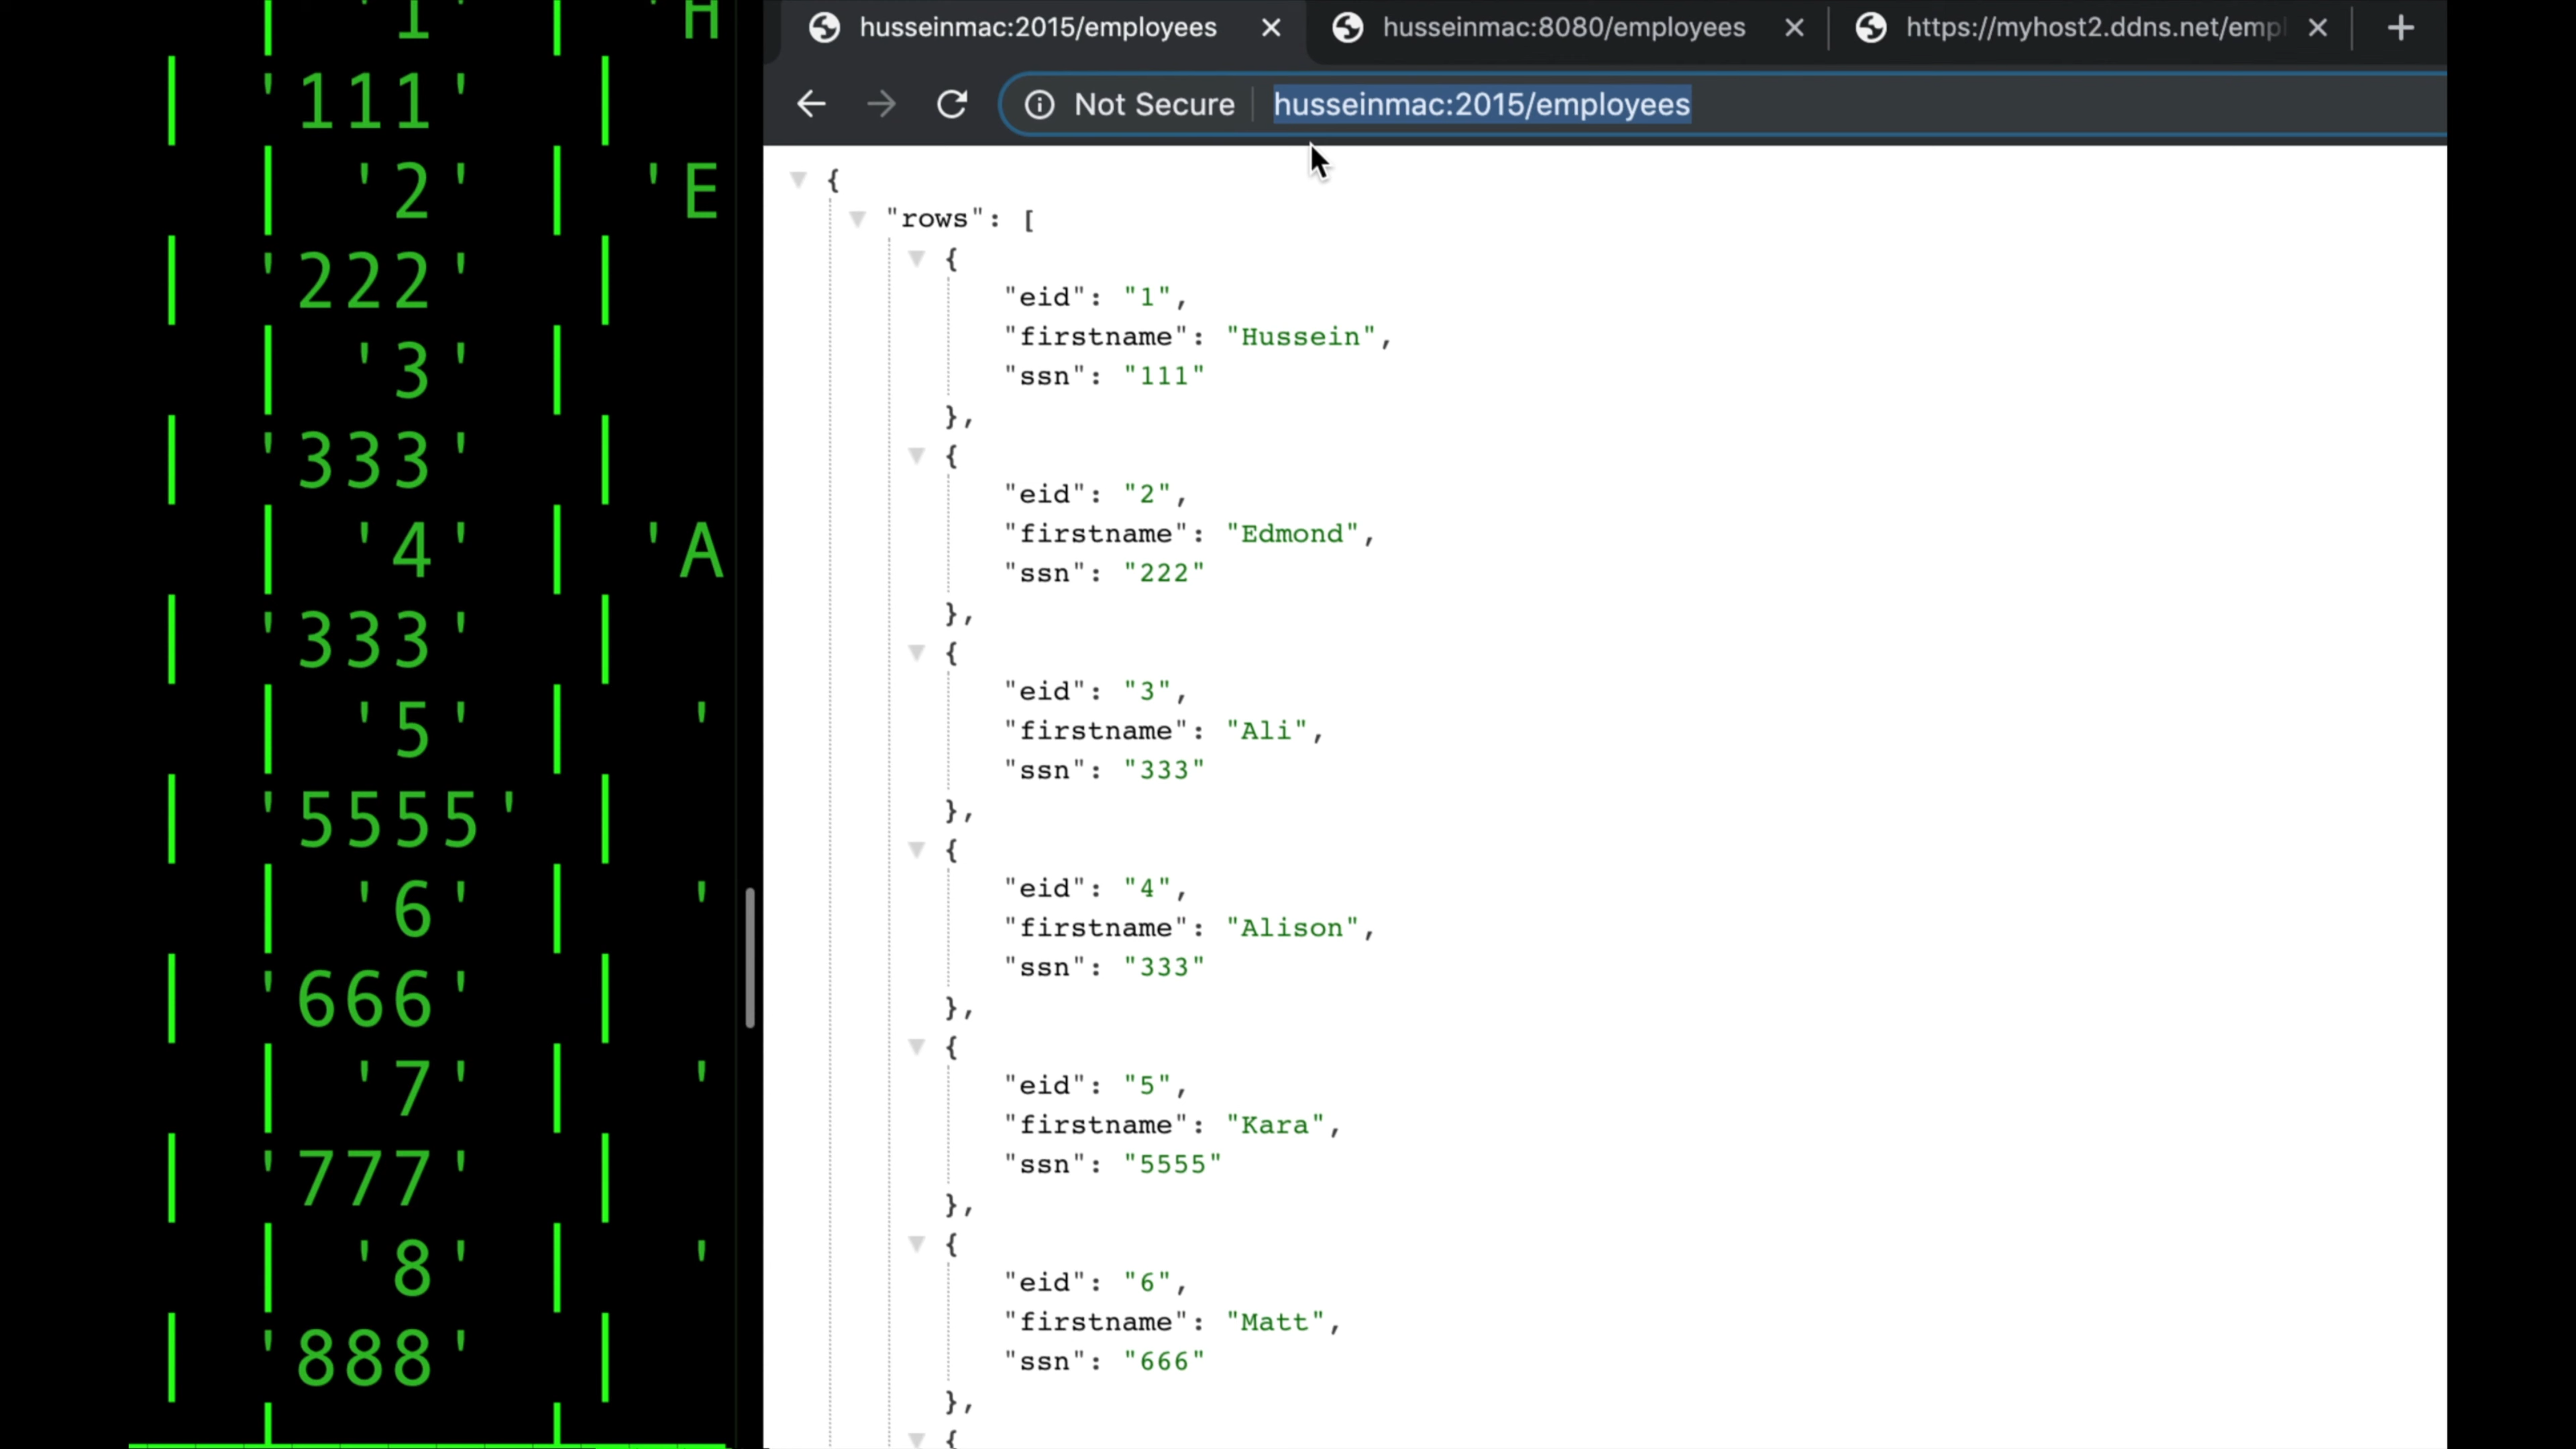 | '1' | 'H
| '111' |
| '2' | 'E
| '222' |
| '3' |
| '333' |
| '4' | 'A
| '333' |
| '5' | '
| '5555' |
| '6' | '
| '666' |
| '7' | '
| '777' |
| '8' | '
| '888' |
husseinmac:2015/employees
husseinmac:8080/employees
https://myhost2.ddns.net/empl
Not Secure husseinmac:2015/employees
{
"rows": [
{
"eid": "1",
"firstname": "Hussein",
"ssn": "111"
},
{
"eid": "2",
"firstname": "Edmond",
"ssn": "222"
},
{
"eid": "3",
"firstname": "Ali",
"ssn": "333"
},
{
"eid": "4",
"firstname": "Alison",
"ssn": "333"
},
{
"eid": "5",
"firstname": "Kara",
"ssn": "5555"
},
{
"eid": "6",
"firstname": "Matt",
"ssn": "666"
},
{